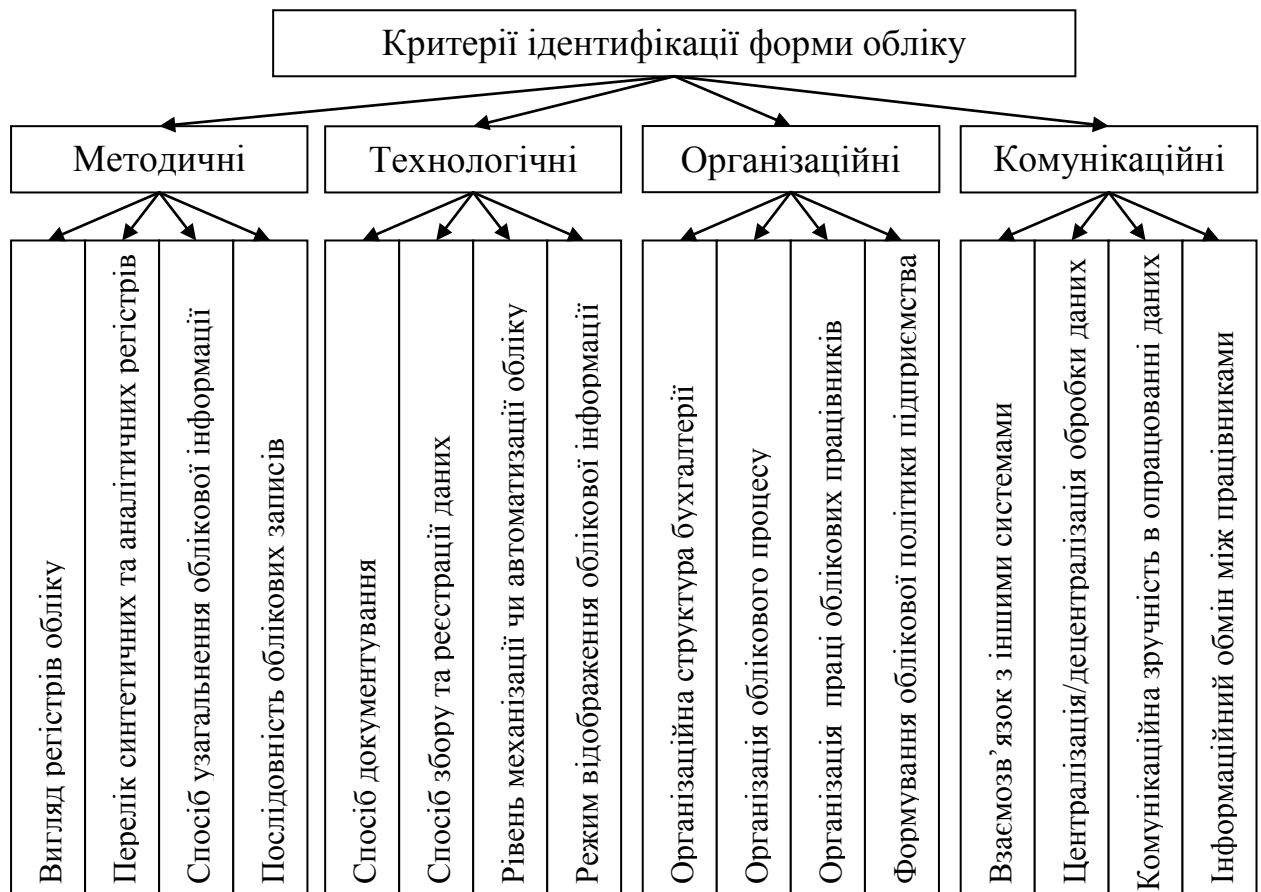 Критерії ідентифікації форми обліку
Методичні
Технологічні
Організаційні
Комунікаційні
Вигляд регістрів обліку
Перелік синтетичних та аналітичних регістрів
Спосіб узагальнення облікової інформації
Послідовність облікових записів
Спосіб документування
Спосіб збору та реєстрації даних
Рівень механізації чи автоматизації обліку
Режим відображення облікової інформації
Організаційна структура бухгалтерії
Організація облікового процесу
Організація праці облікових працівників
Формування облікової політики підприємства
Взаємозв’язок з іншими системами
Централізація/децентралізація обробки даних
Комунікаційна зручність в опрацюванні даних
Інформаційний обмін між працівниками